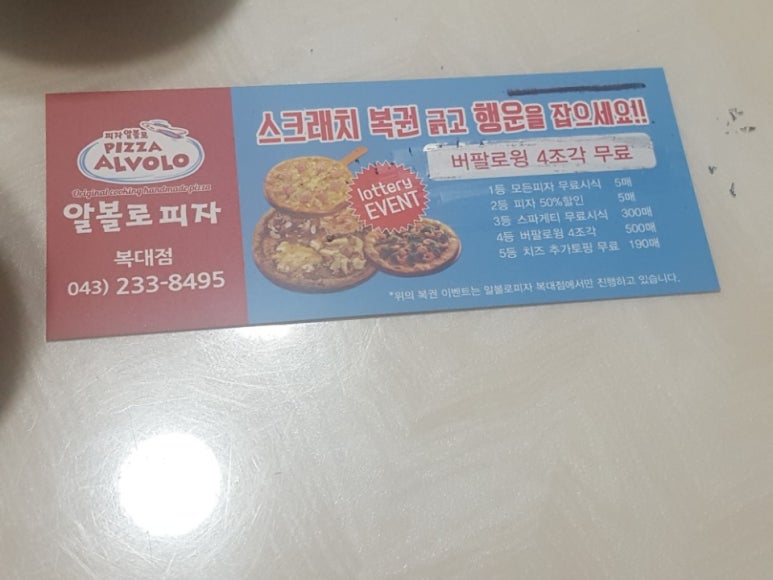 피자알볼로
PIZZA
ALVOLO
Original cooking handmade pizza
알볼로피자
복대점
043) 233-8495
스크래치 복권 긁고 행운을 잡으세요!!
버팔로윙 4조각 무료
lottery
EVENT
1등 모든피자 무료시식 5매
2등 피자 50%할인 5매
3등 스파게티 무료시식 300매
4등 버팔로윙 4조각 500매
5등 치즈 추가토핑 무료 190매
*위의 복권 이벤트는 알볼로피자 복대점에서만 진행하고 있습니다.